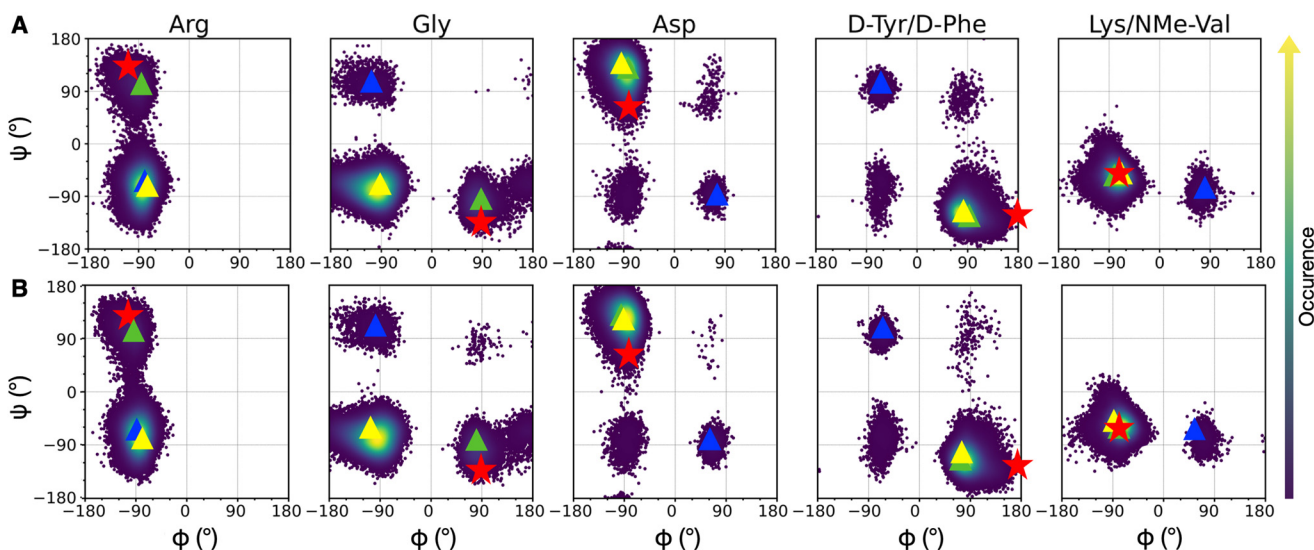 A Arg Gly Asp D-Tyr/D-Phe Lys/NMe-Val
180
90
0
−90
−180
ψ (°)
−180 −90 0 90 180 −180 −90 0 90 180 −180 −90 0 90 180 −180 −90 0 90 180 −180 −90 0 90 180
B
180
90
0
−90
−180
ψ (°)
−180 −90 0 90 180 −180 −90 0 90 180 −180 −90 0 90 180 −180 −90 0 90 180 −180 −90 0 90 180
ϕ (°) ϕ (°) ϕ (°) ϕ (°) ϕ (°)
Occurence